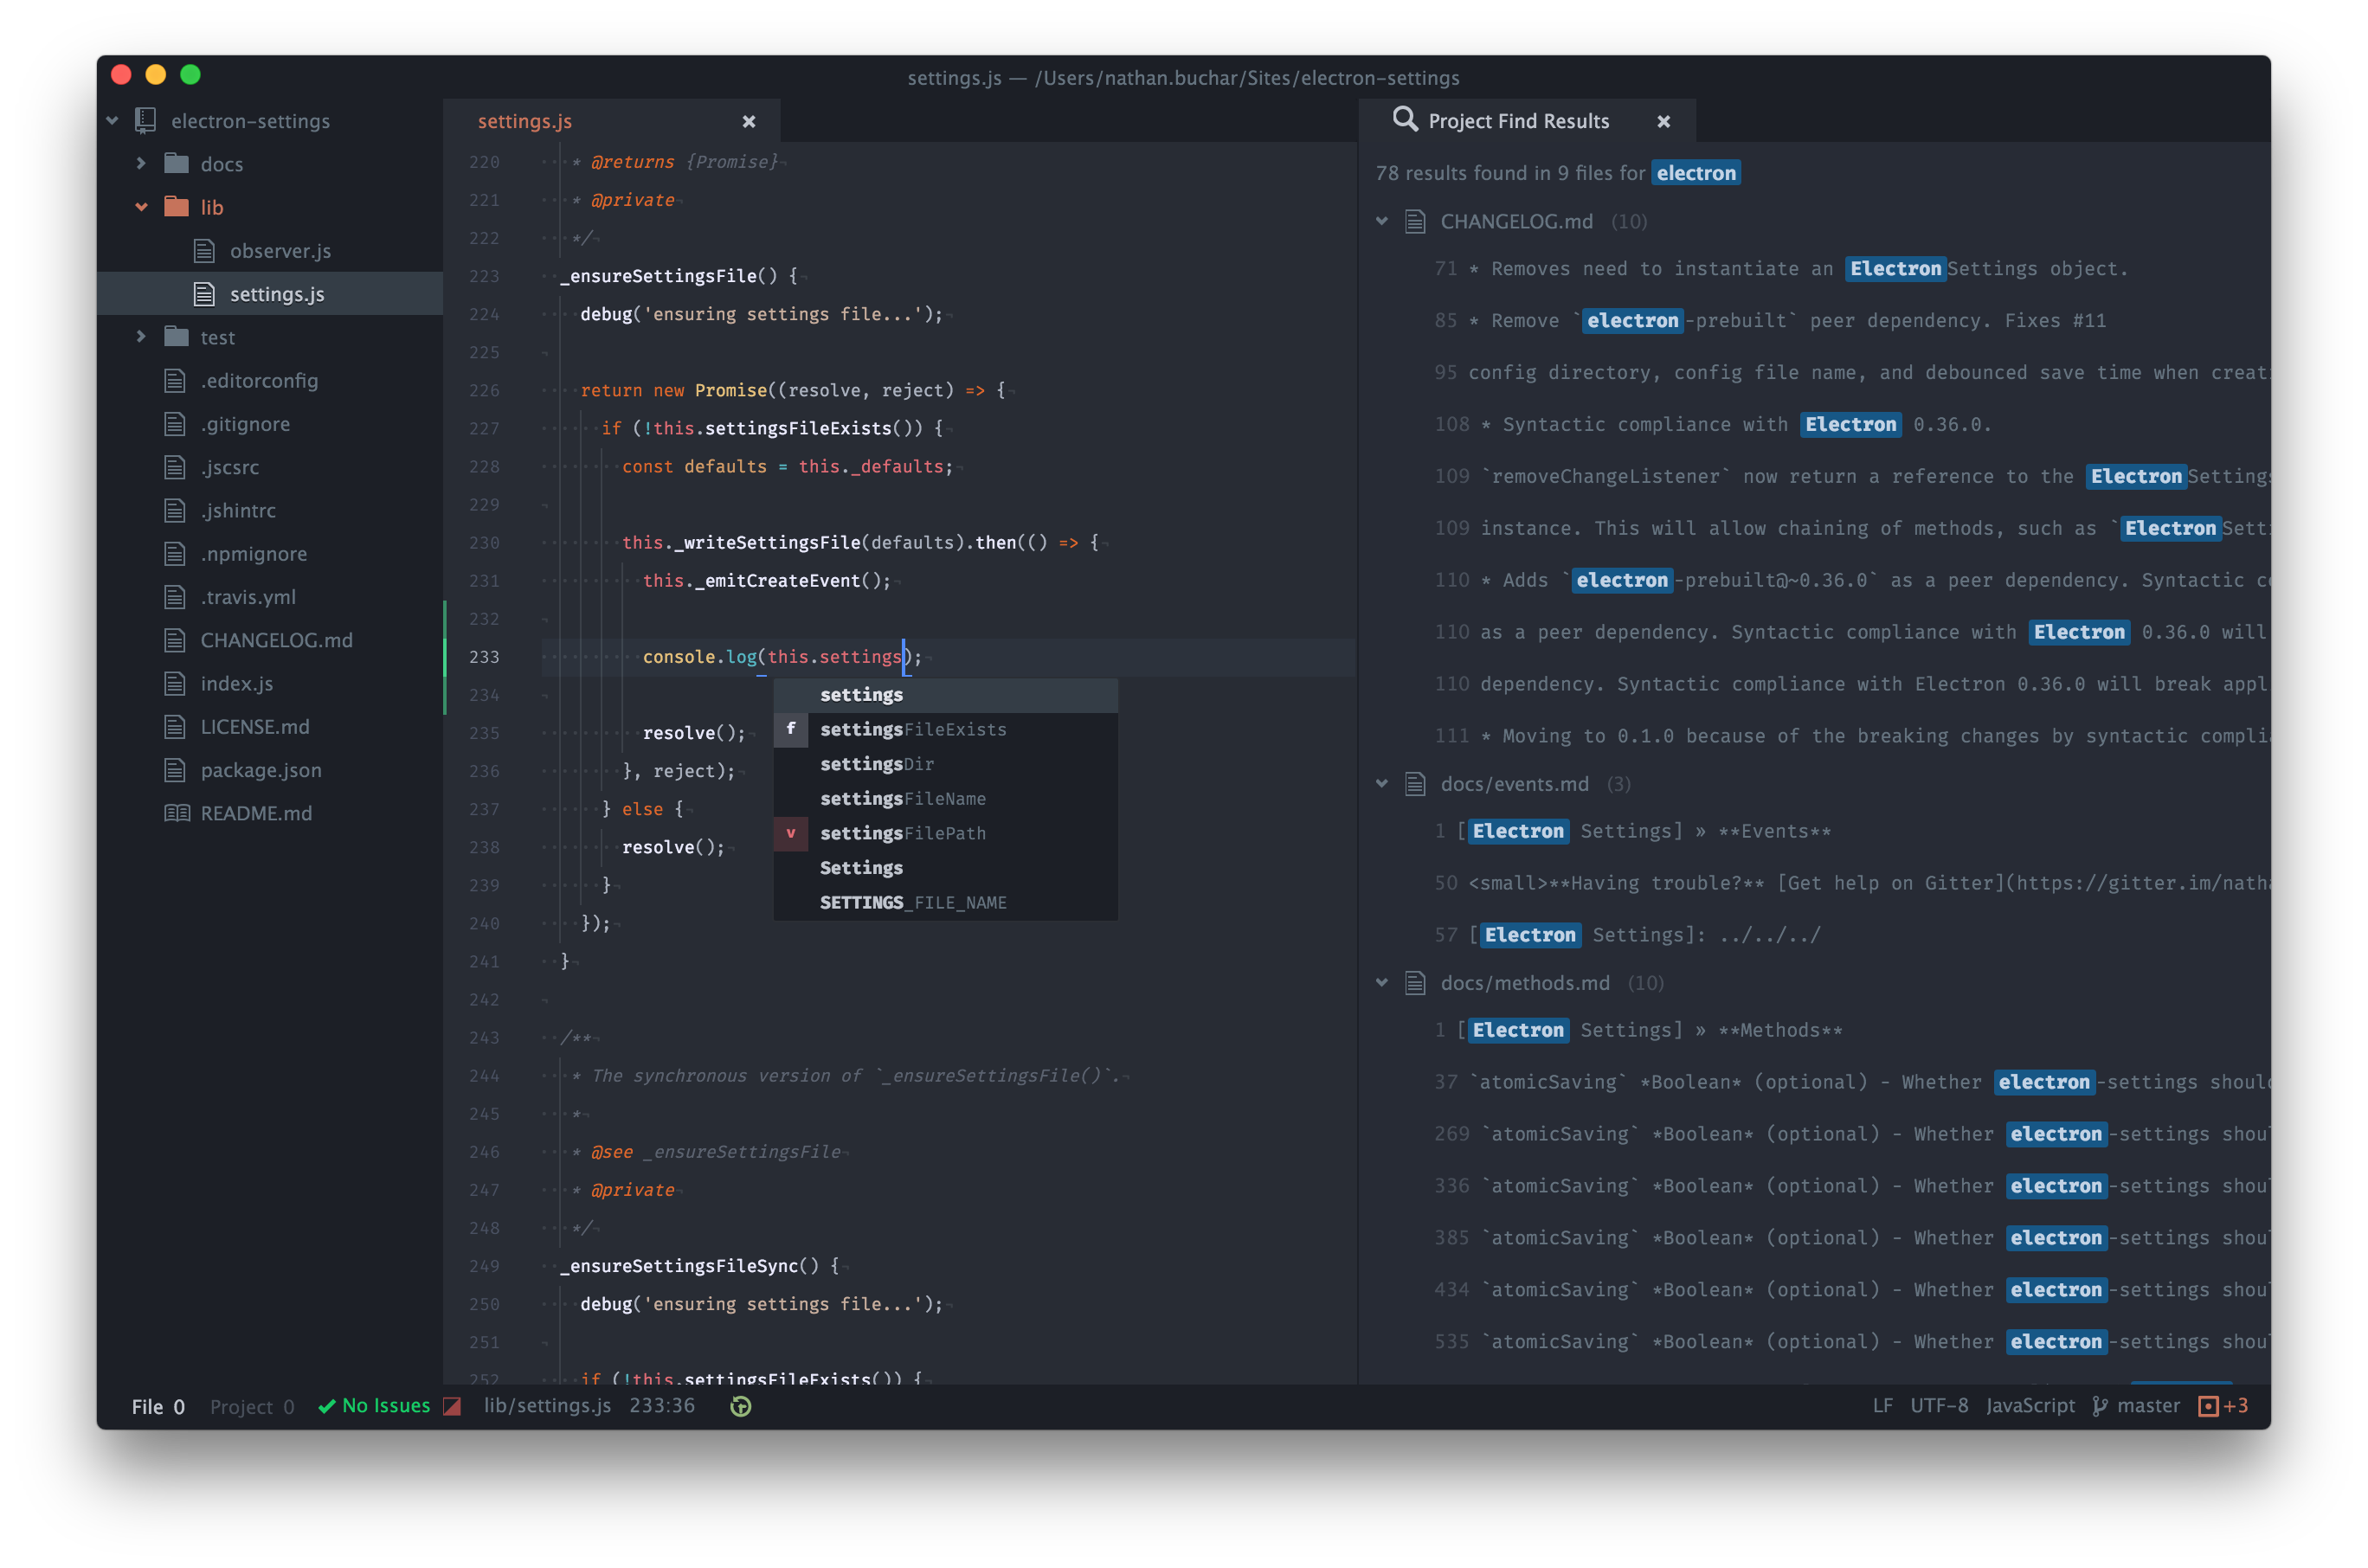 settings.js — /Users/nathan.buchar/Sites/electron-settings
electron-settings
docs
lib
observer.js
settings.js
test
.editorconfig
.gitignore
.jscsrc
.jshintrc
.npmignore
.travis.yml
CHANGELOG.md
index.js
LICENSE.md
package.json
README.md
settings.js
220 * @returns {Promise}
221 * @private
222 */
223 _ensureSettingsFile() {
224 debug('ensuring settings file...');
225
226 return new Promise((resolve, reject) => {
227 if (!this.settingsFileExists()) {
228 const defaults = this._defaults;
229
230 this._writeSettingsFile(defaults).then(() => {
231 this._emitCreateEvent();
232
233 console.log(this.settings);
234
235 resolve();
236 }, reject);
237 } else {
238 resolve();
239 }
240 });
241 }
242
243 /**
244 * The synchronous version of `_ensureSettingsFile()`.
245 *
246 * @see _ensureSettingsFile
247 * @private
248 */
249 _ensureSettingsFileSync() {
250 debug('ensuring settings file...');
251
252 if (!this.settingsFileExists()) {
settings
f settingsFileExists
settingsDir
settingsFileName
v settingsFilePath
Settings
SETTINGS_FILE_NAME
Project Find Results
78 results found in 9 files for electron
CHANGELOG.md (10)
71 * Removes need to instantiate an ElectronSettings object.
85 * Remove `electron-prebuilt` peer dependency. Fixes #11
95 config directory, config file name, and debounced save time when creat
108 * Syntactic compliance with Electron 0.36.0.
109 `removeChangeListener` now return a reference to the ElectronSettings
109 instance. This will allow chaining of methods, such as `ElectronSett
110 * Adds `electron-prebuilt@~0.36.0` as a peer dependency. Syntactic c
110 as a peer dependency. Syntactic compliance with Electron 0.36.0 will
110 dependency. Syntactic compliance with Electron 0.36.0 will break appl
111 * Moving to 0.1.0 because of the breaking changes by syntactic compli
docs/events.md (3)
1 [Electron Settings] » **Events**
50 <small>**Having trouble?** [Get help on Gitter](https://gitter.im/nath
57 [Electron Settings]: ../../../
docs/methods.md (10)
1 [Electron Settings] » **Methods**
37 `atomicSaving` *Boolean* (optional) - Whether electron-settings should
269 `atomicSaving` *Boolean* (optional) - Whether electron-settings shou
336 `atomicSaving` *Boolean* (optional) - Whether electron-settings shou
385 `atomicSaving` *Boolean* (optional) - Whether electron-settings shou
434 `atomicSaving` *Boolean* (optional) - Whether electron-settings shou
535 `atomicSaving` *Boolean* (optional) - Whether electron-settings shou
File 0 Project 0 No Issues lib/settings.js 233:36 LF UTF-8 JavaScript master +3